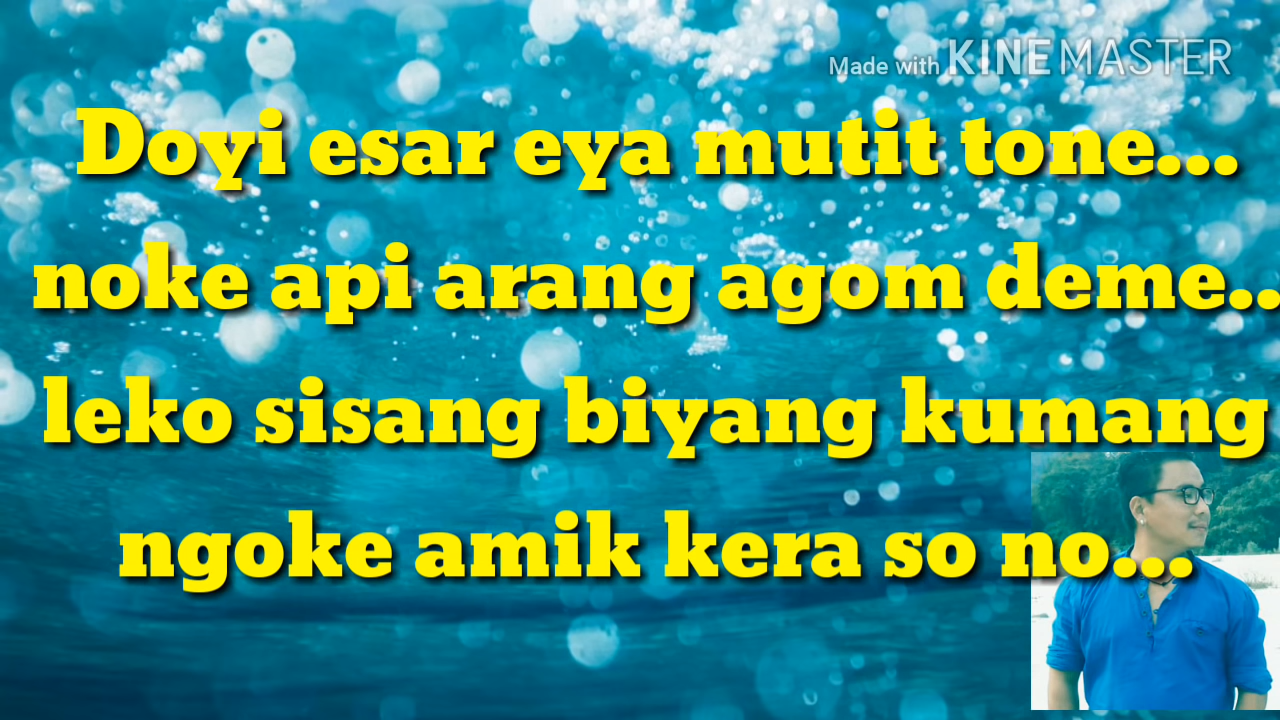 Made with KINEMASTER
Doyi esar eya mutit tone...
noke api arang agom deme..
leko sisang biyang kumang
ngoke amik kera so no...